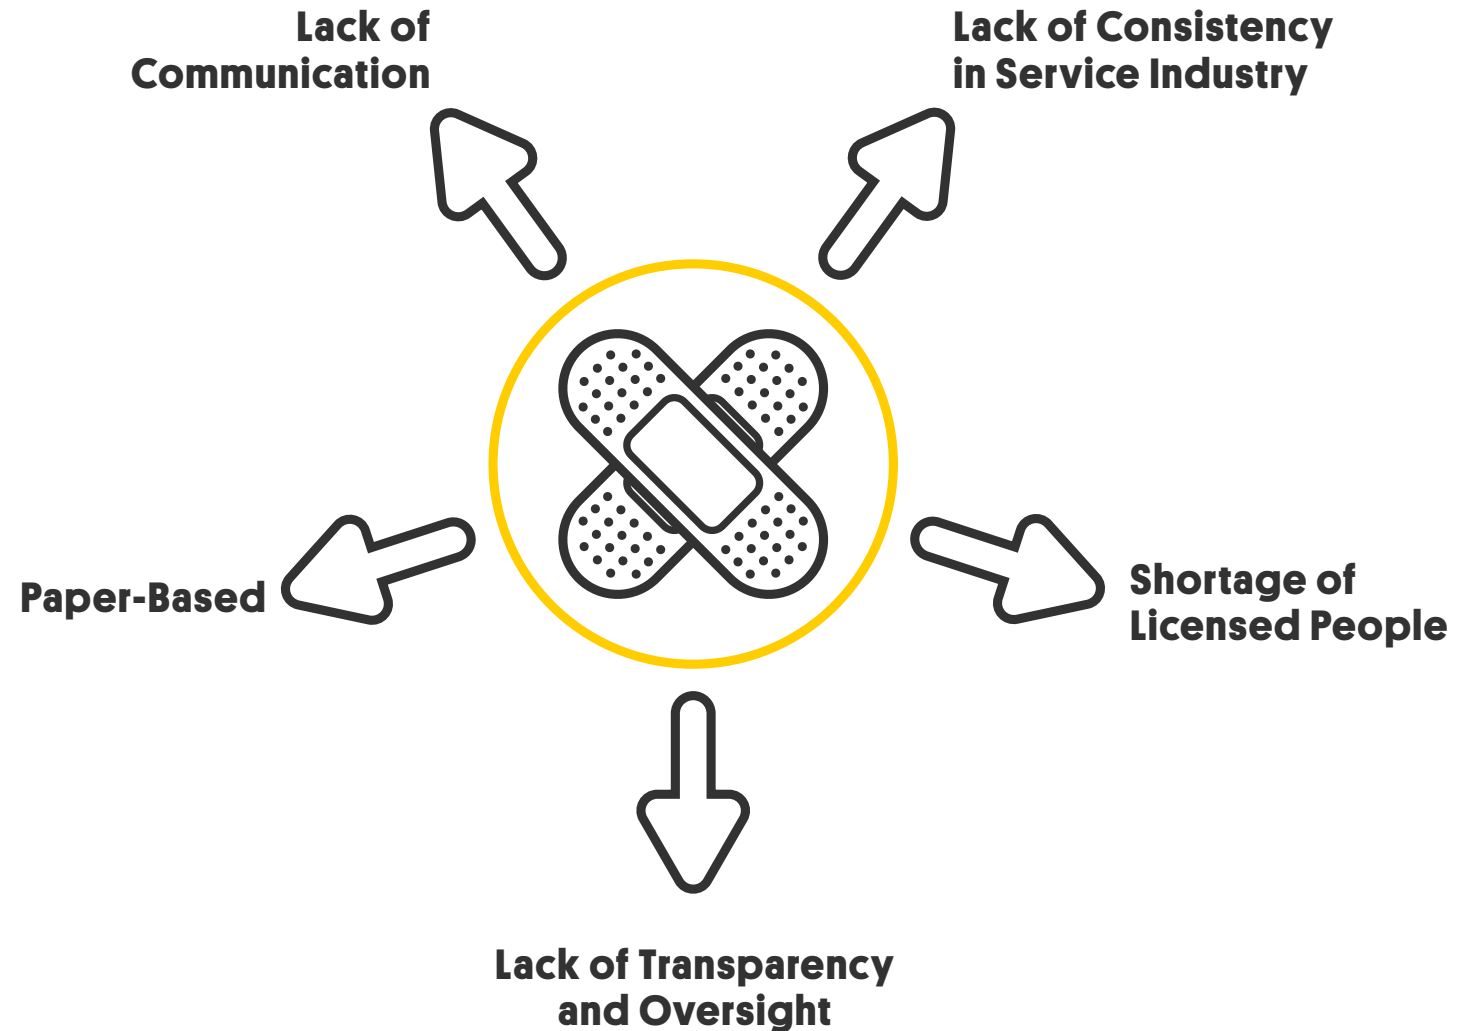 Lack of
Communication
Lack of Consistency
in Service Industry
Paper-Based
Shortage of
Licensed People
Lack of Transparency
and Oversight